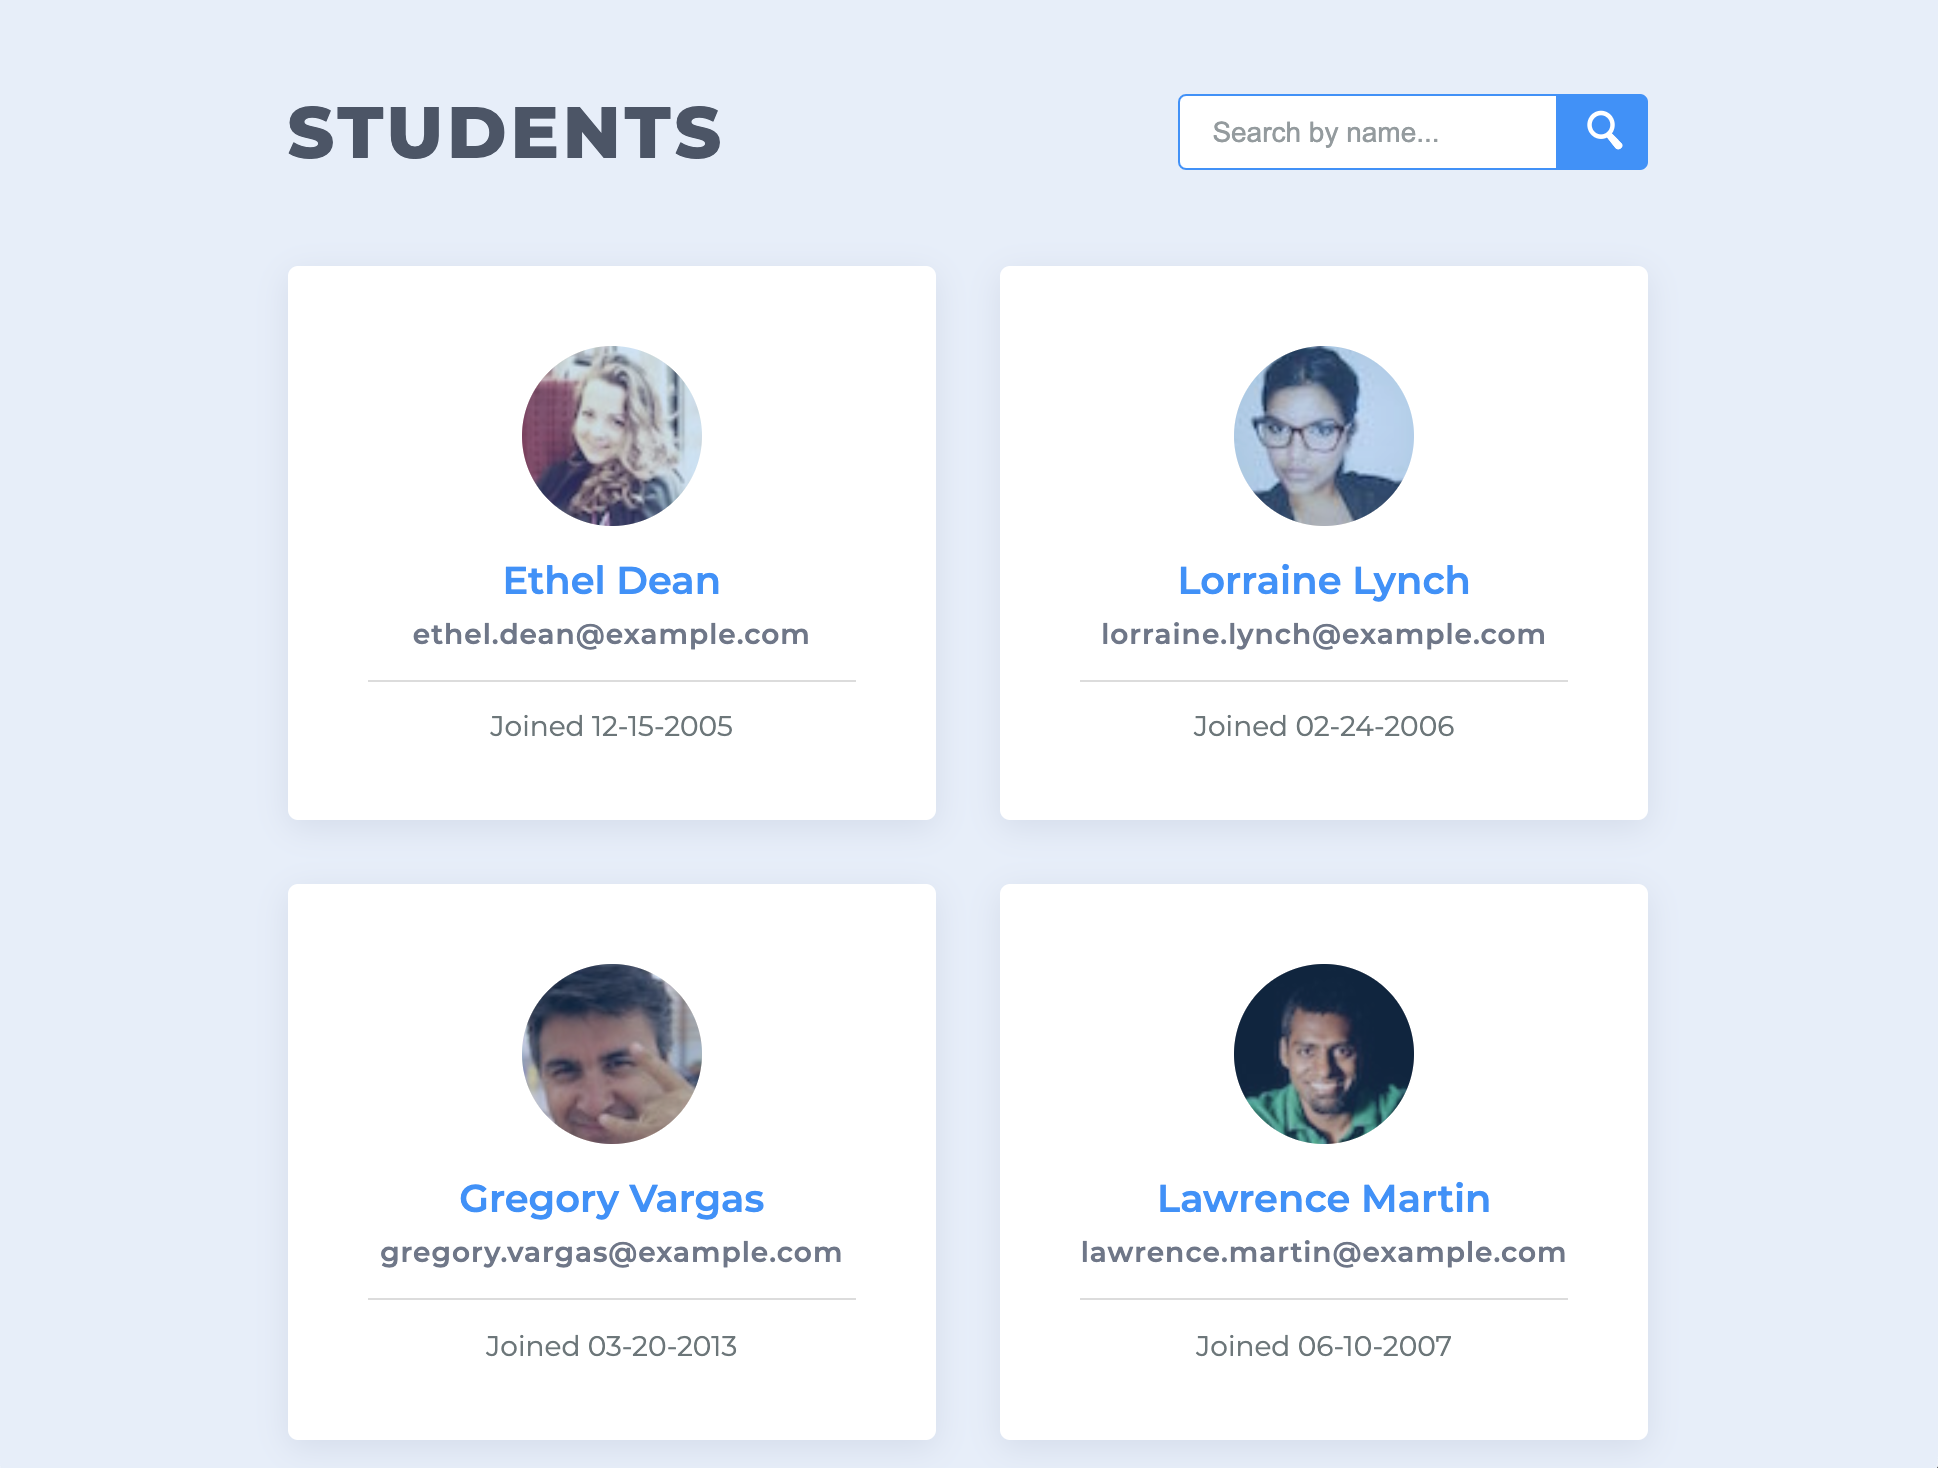 STUDENTS
Search by name...
Ethel Dean
ethel.dean@example.com
Joined 12-15-2005
Lorraine Lynch
lorraine.lynch@example.com
Joined 02-24-2006
Gregory Vargas
gregory.vargas@example.com
Joined 03-20-2013
Lawrence Martin
lawrence.martin@example.com
Joined 06-10-2007